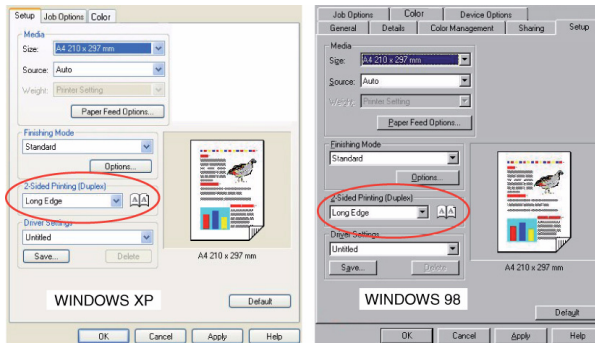 Setup Job Options Color
Media
Size: A4 210 x 297 mm
Source: Auto
Weight: Printer Setting
Paper Feed Options...
Finishing Mode
Standard
Options...
2-Sided Printing (Duplex)
Long Edge
A A
Driver Settings
Untitled
Save... Delete
A4 210 x 297 mm
WINDOWS XP
Default
OK Cancel Apply Help
Job Options Color Device Options
General Details Color Management Sharing Setup
Media
Size: A4 210 x 297 mm
Source: Auto
Weight: Printer Setting
Paper Feed Options...
Finishing Mode
Standard
Options...
2-Sided Printing (Duplex)
Long Edge
A A
Driver Settings
Untitled
Save... Delete
A4 210 x 297 mm
WINDOWS 98
Default
OK Cancel Apply Help